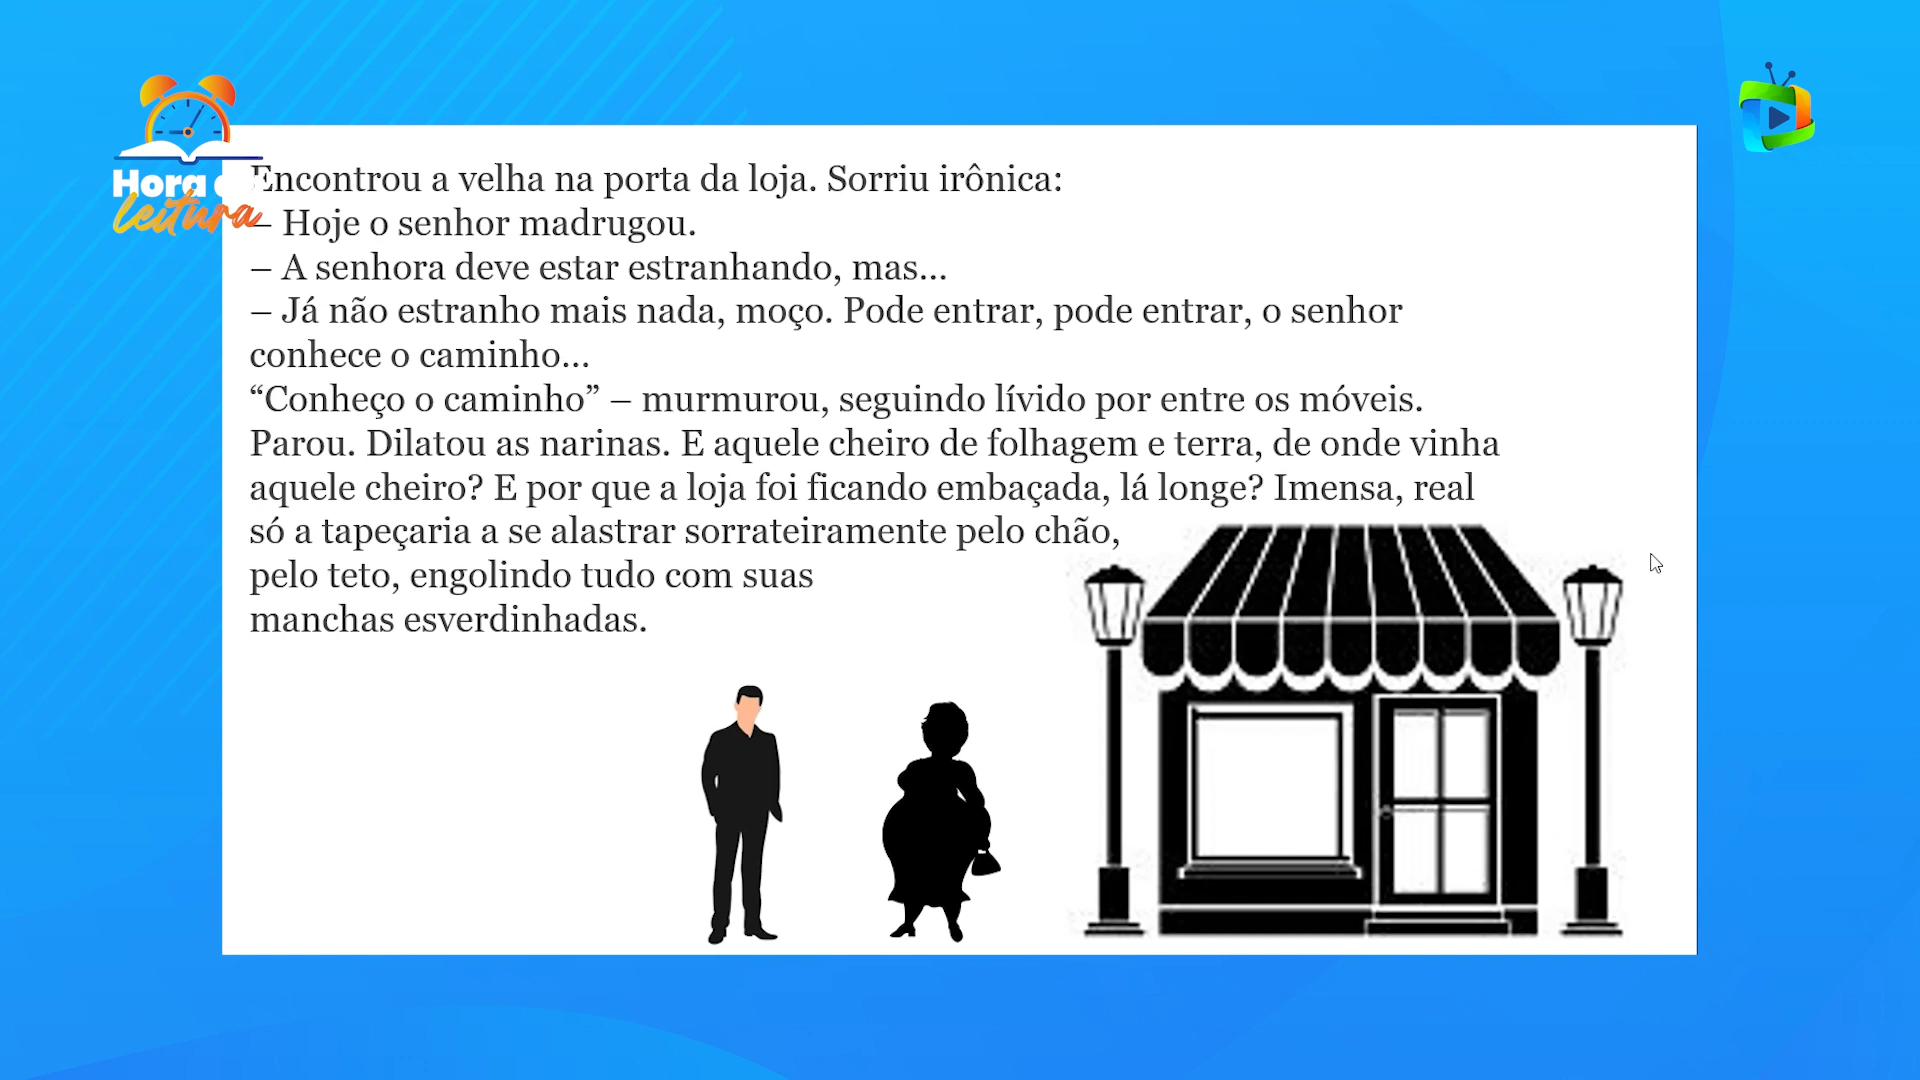 Hora
leitura
Encontrou a velha na porta da loja. Sorriu irônica:
– Hoje o senhor madrugou.
– A senhora deve estar estranhando, mas...
– Já não estranho mais nada, moço. Pode entrar, pode entrar, o senhor
conhece o caminho...
“Conheço o caminho” – murmurou, seguindo lívido por entre os móveis.
Parou. Dilatou as narinas. E aquele cheiro de folhagem e terra, de onde vinha
aquele cheiro? E por que a loja foi ficando embaçada, lá longe? Imensa, real
só a tapeçaria a se alastrar sorrateiramente pelo chão,
pelo teto, engolindo tudo com suas
manchas esverdinhadas.